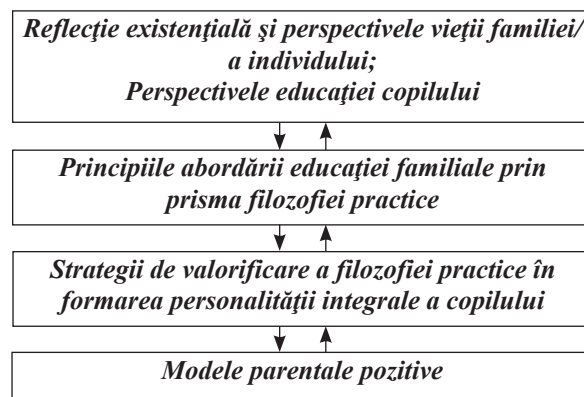 Reflecţie existenţială şi perspectivele vieţii familiei/
a individului;
Perspectivele educaţiei copilului
Principiile abordării educaţiei familiale prin
prisma filozofiei practice
Strategii de valorificare a filozofiei practice în
formarea personalităţii integrale a copilului
Modele parentale pozitive